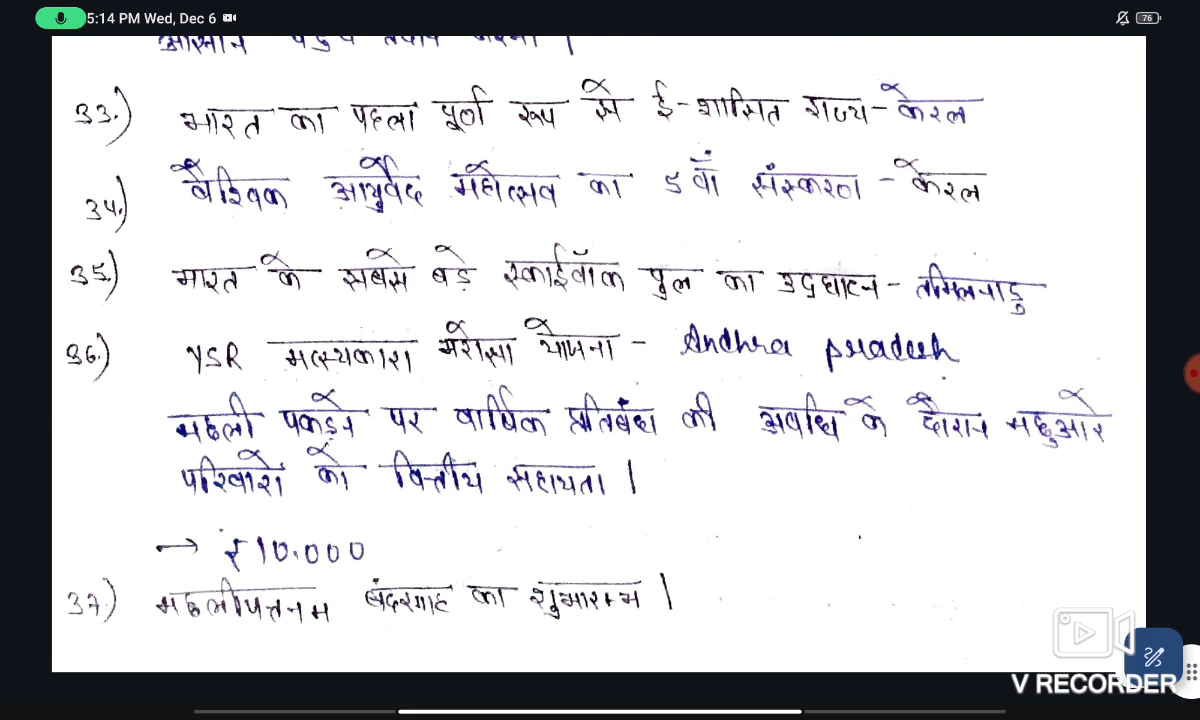 5:14 PM Wed, Dec 6
76
आसान पहुंच
33.) भारत का पहला पूर्ण रूप से ई-शासित राज्य - केरल
34.) वैश्विक आयुर्वेद महोत्सव का 5वाँ संस्करण - केरल
35.) भारत के सबसे बड़े स्काईवॉक पुल का उद्घाटन - तमिलनाडु
36.) YSR मत्स्यकारा भरोसा योजना - Andhra pradesh
मछली पकड़ने पर वार्षिक प्रतिबंध की अवधि के दौरान मछुआरे
परिवारों को वित्तीय सहायता |
→ ₹10,000
37.) मछलीपत्तनम बंदरगाह का शुभारम्भ |
V RECORDER